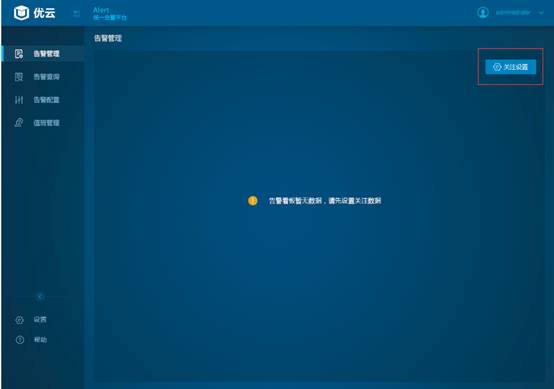 优云
Alert
统一告警平台
administrator
告警管理
告警管理
关注设置
告警查询
告警配置
值班管理
告警看板暂无数据，请先设置关注数据
设置
帮助